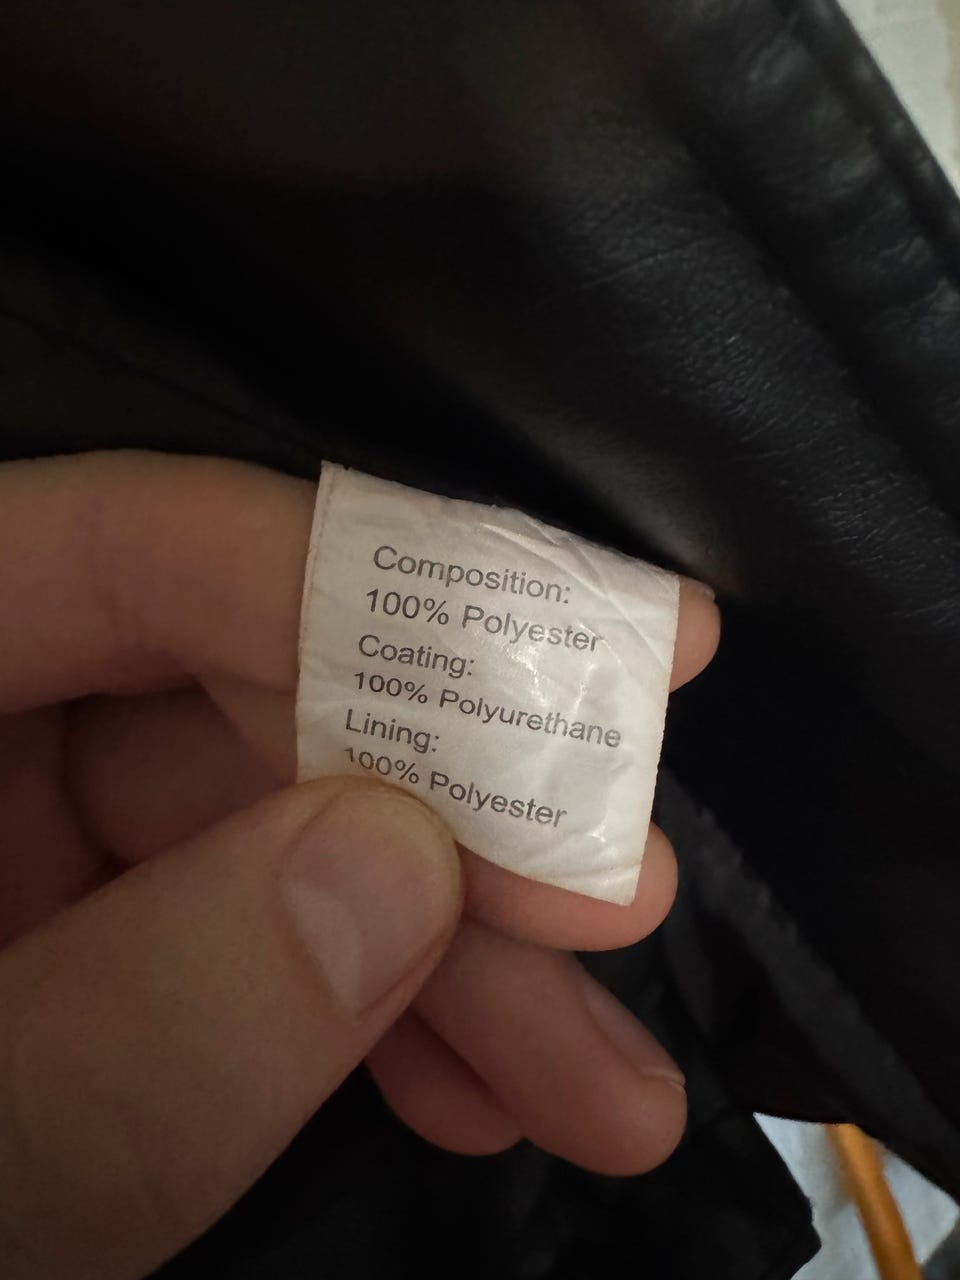 Composition:
100% Polyester
Coating:
100% Polyurethane
Lining:
100% Polyester